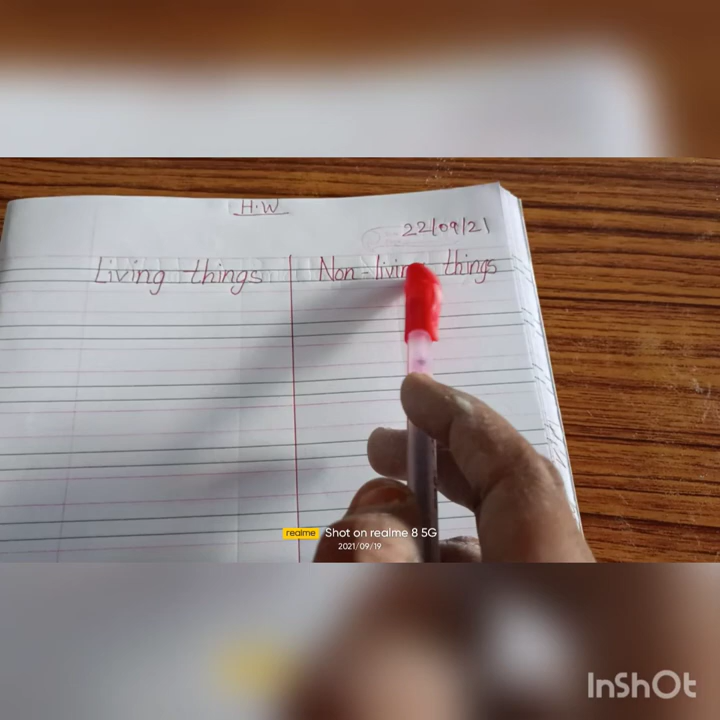 H.W
22/09/21
Living things Non-living things
realme Shot on realme 8 5G
2021/09/19
InShOt